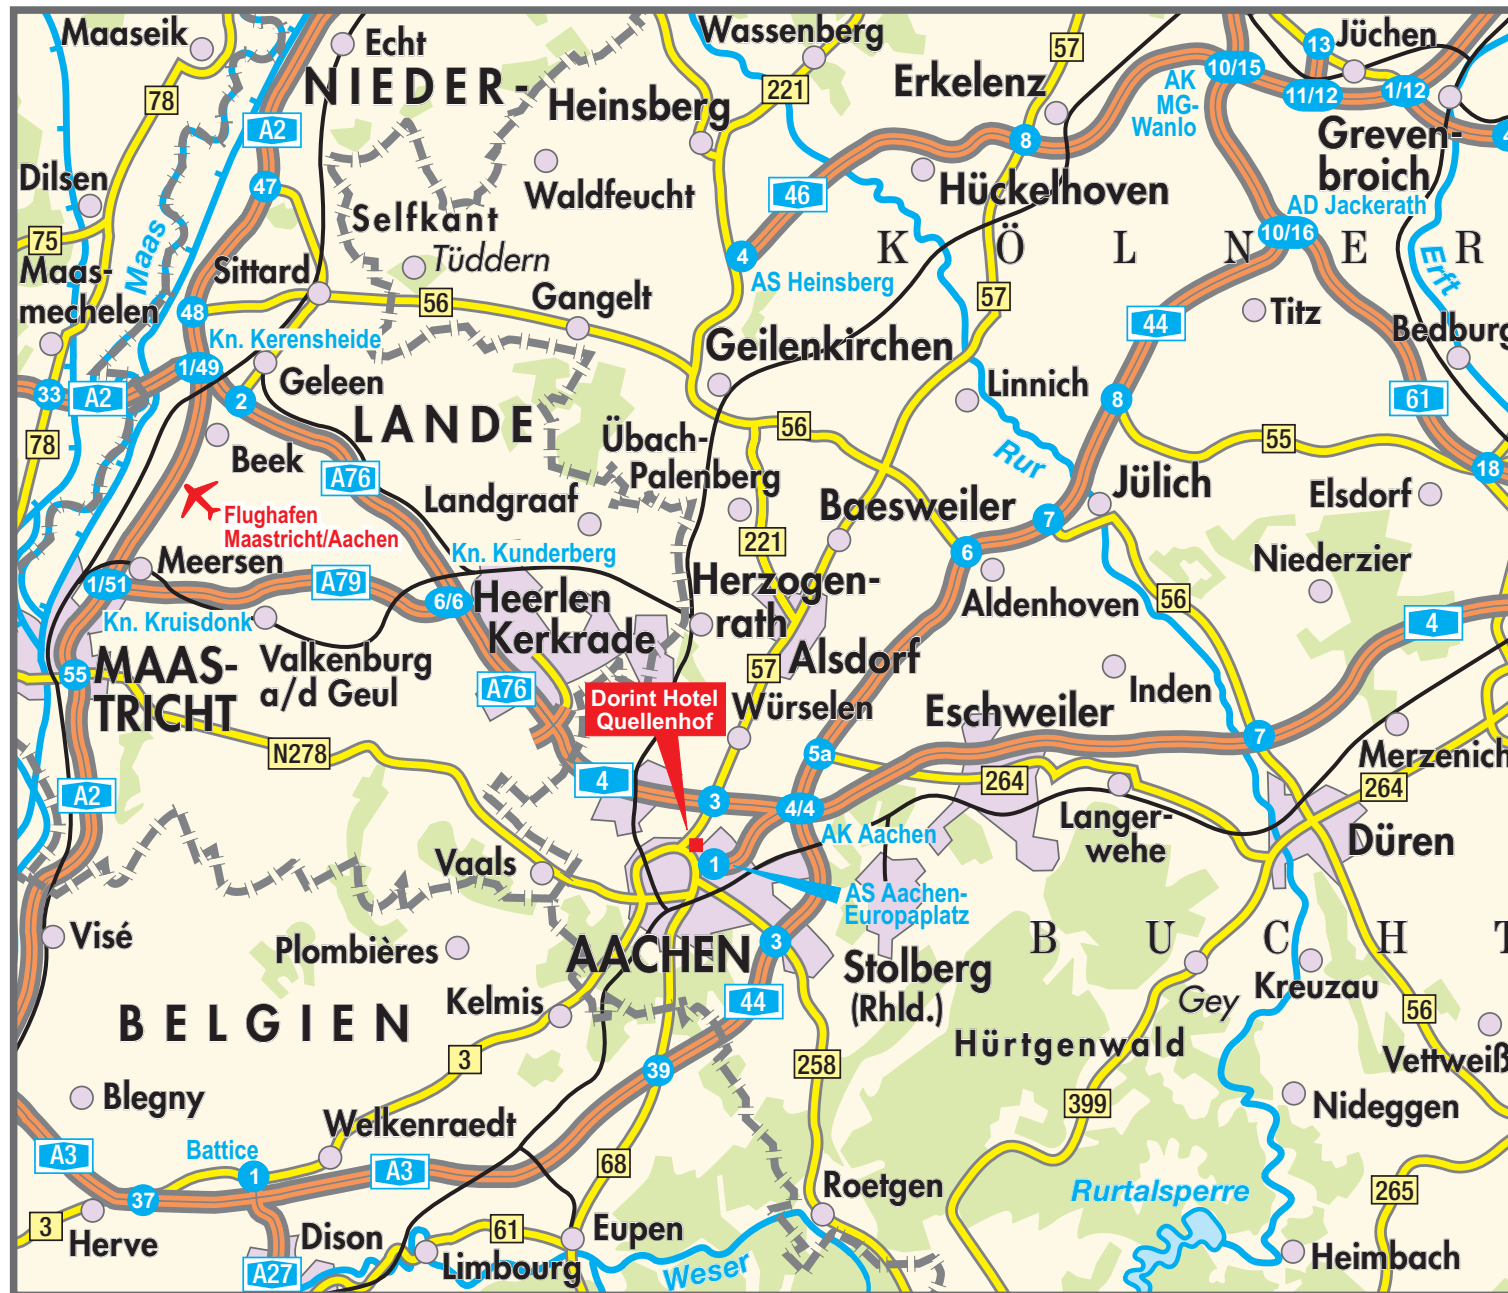 Maaseik
Echt
Wassenberg
57
13
Jüchen
NIEDER-
78
221
Erkelenz
10/15
AK
MG-
Wanlo
11/12
1/12
Heinsberg
A2
8
Greven-
broich
Dilsen
47
Waldfeucht
46
Hückelhoven
AD Jackerath
Selfkant
75
Maas
Tüddern
10/16
K Ö L N E R
4
AS Heinsberg
Erft
Maas-
mechelen
Sittard
56
Gangelt
57
Titz
48
44
Bedburg
Kn. Kerensheide
Geilenkirchen
1/49
Geleen
Linnich
33
A2
2
8
61
LANDE
56
55
78
Übach-
Palenberg
Beek
A76
Rur
18
Landgraaf
Jülich
Elsdorf
Baesweiler
7
Flughafen
Maastricht/Aachen
221
6
Kn. Kunderberg
Niederzier
Meersen
1/51
A79
6/6
Heerlen
Kerkrade
Herzogen-
rath
Aldenhoven
56
4
Kn. Kruisdonk
Valkenburg
a/d Geul
55
MAAS-
TRICHT
57
Alsdorf
Inden
A76
Dorint Hotel
Quellenhof
Würselen
Eschweiler
7
Merzenich
N278
5a
A2
4
3
4/4
264
264
Langer-
wehe
AK Aachen
Düren
Vaals
1
AS Aachen-
Europaplatz
Visé
Plombières
AACHEN
3
B U C H T
Stolberg
(Rhld.)
Kreuzau
Gey
Kelmis
44
56
BELGIEN
Hürtgenwald
3
39
258
Vettweiß
Blegny
399
Nideggen
Welkenraedt
Battice
A3
1
A3
68
37
Roetgen
Rurtalsperre
265
3
Herve
Dison
61
Eupen
Heimbach
A27
Limbourg
Weser